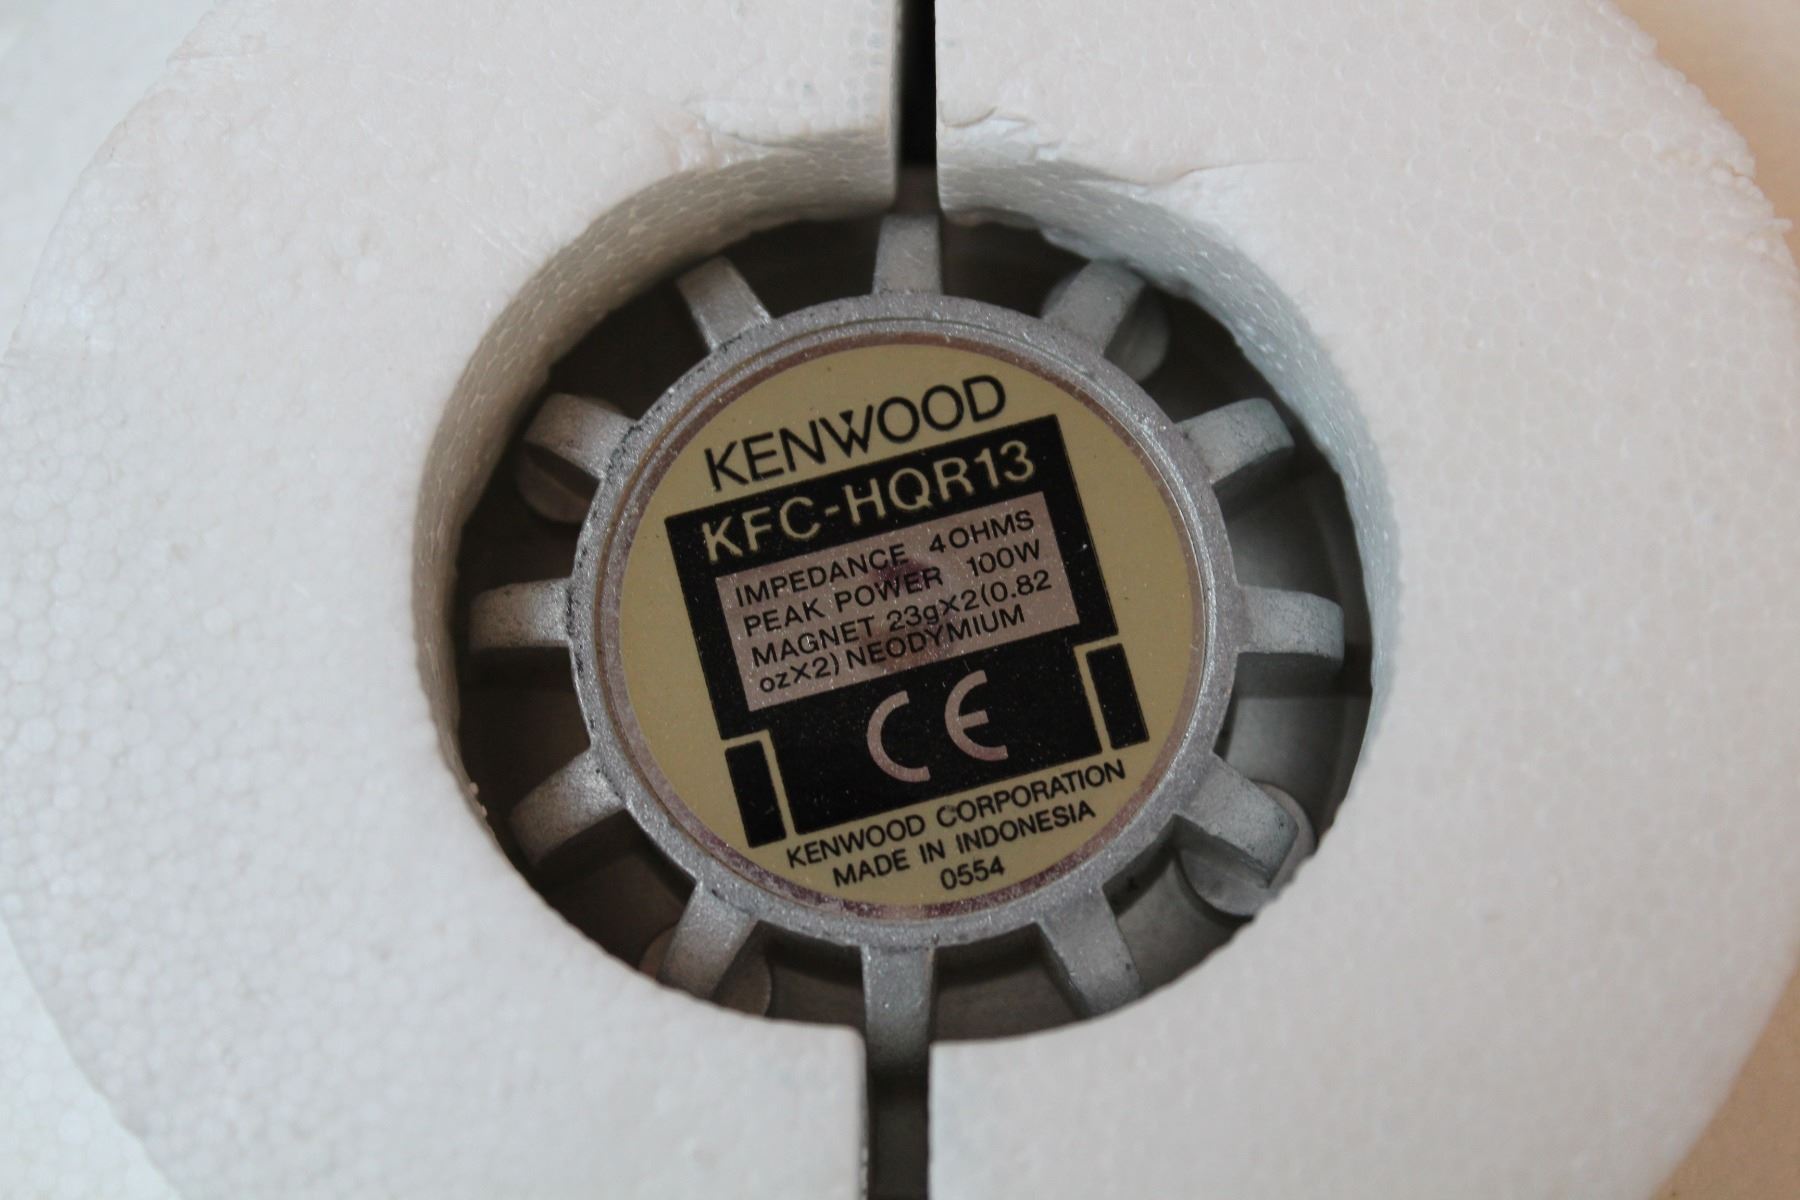 KENWOOD
KFC-HQR13
IMPEDANCE 4OHMS
PEAK POWER 100W
MAGNET 23g×2(0.82
oz×2) NEODYMIUM
CE
KENWOOD CORPORATION
MADE IN INDONESIA
0554